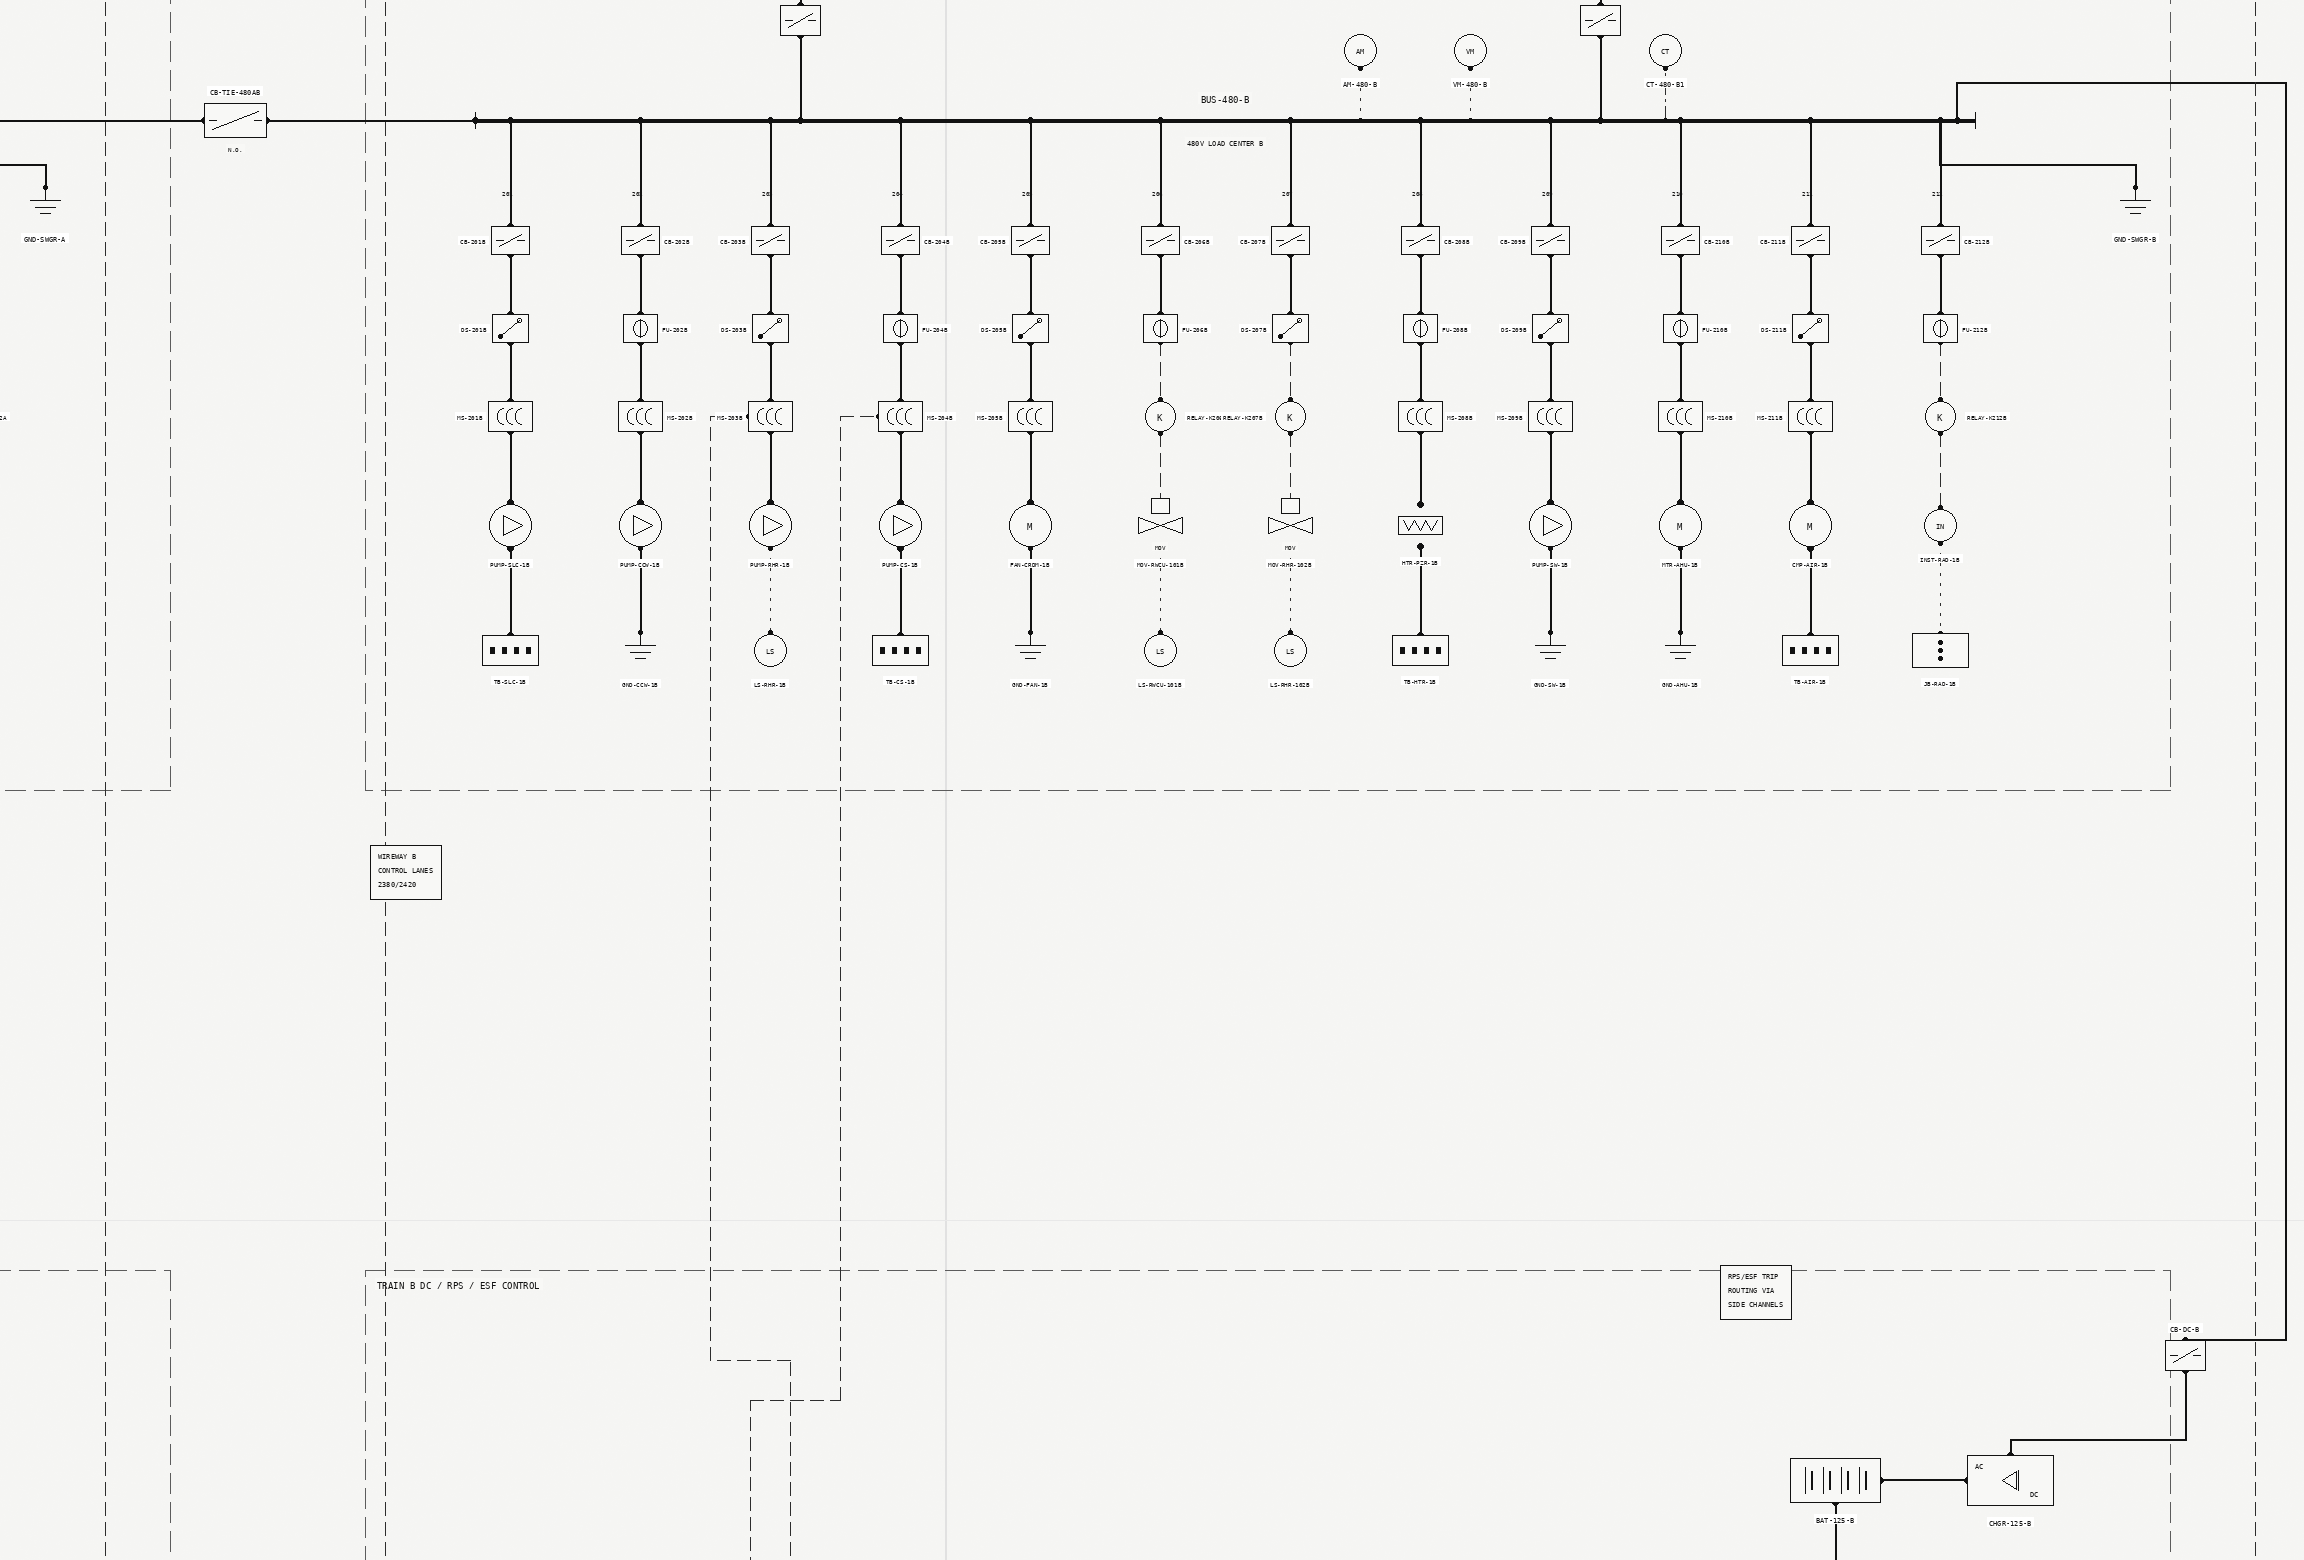 AM
VM
CT
CB-TIE-480AB
AM-480-B
VM-480-B
CT-480-B1
BUS-480-B
N.O.
480V LOAD CENTER B
GND-SWGR-A
GND-SWGR-B
CB-201B
CB-202B
CB-203B
CB-204B
CB-205B
CB-206B
CB-207B
CB-208B
CB-209B
CB-210B
CB-211B
CB-212B
DS-201B
FU-202B
DS-203B
FU-204B
DS-205B
FU-206B
DS-207B
FU-208B
DS-209B
FU-210B
DS-211B
FU-212B
MS-201B
MS-202B
MS-203B
MS-204B
MS-205B
K
RELAY-K207B
K
MS-208B
MS-209B
MS-210B
MS-211B
K
RELAY-K212B
M
M
M
IN
MOV
MOV
PUMP-SLC-1B
PUMP-CCW-1B
PUMP-RHR-1B
PUMP-CS-1B
FAN-CRDM-1B
MOV-RWCU-101B
MOV-RHR-102B
HTR-PZR-1B
PUMP-SW-1B
MTR-AHU-1B
CMP-AIR-1B
INST-RAD-1B
LS
LS
LS
TB-SLC-1B
GND-CCW-1B
LS-RHR-1B
TB-CS-1B
GND-FAN-1B
LS-RWCU-101B
LS-RHR-102B
TB-HTR-1B
GND-SW-1B
GND-AHU-1B
TB-AIR-1B
JB-RAD-1B
WIREWAY B
CONTROL LANES
2380/2420
TRAIN B DC / RPS / ESF CONTROL
RPS/ESF TRIP
ROUTING VIA
SIDE CHANNELS
CB-DC-B
AC
DC
BAT-125-B
CHGR-125-B